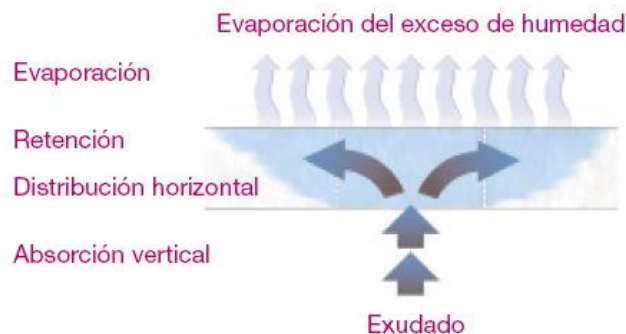 Evaporación del exceso de humedad
Evaporación
Retención
Distribución horizontal
Absorción vertical
Exudado